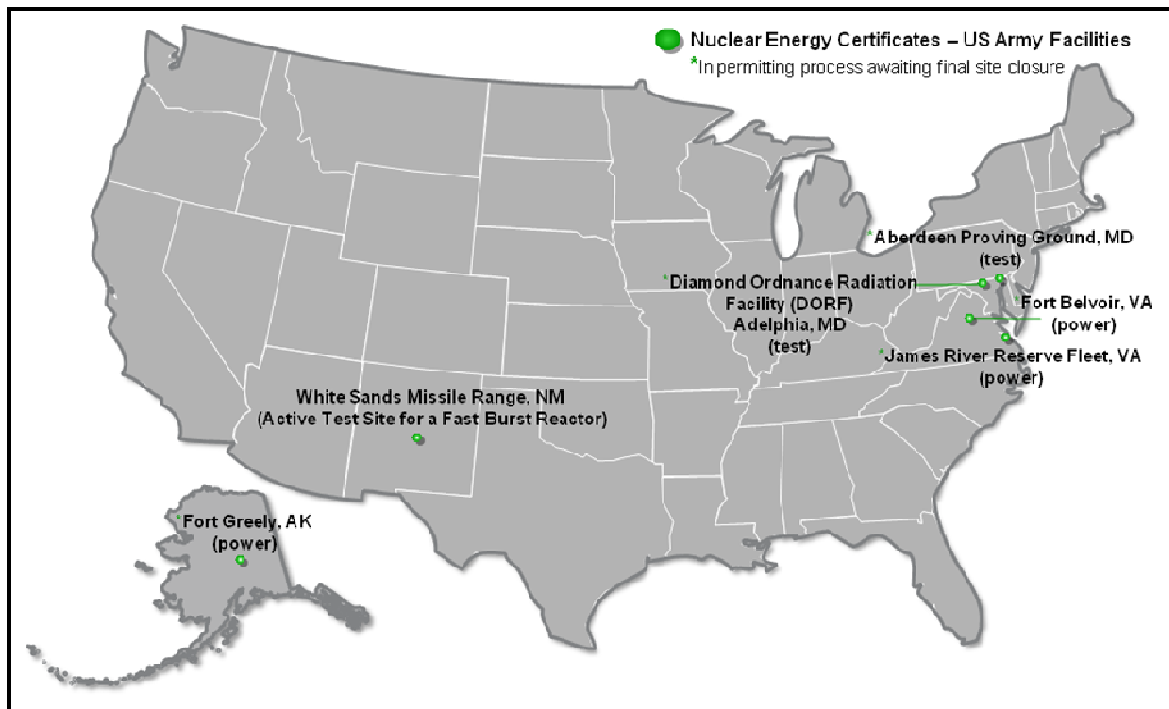 Nuclear Energy Certificates – US Army Facilities
*In permitting process awaiting final site closure
*Aberdeen Proving Ground, MD
(test)
*Diamond Ordnance Radiation
Facility (DORF)
Adelphia, MD
(test)
*Fort Belvoir, VA
(power)
*James River Reserve Fleet, VA
(power)
White Sands Missile Range, NM
(Active Test Site for a Fast Burst Reactor)
*Fort Greely, AK
(power)